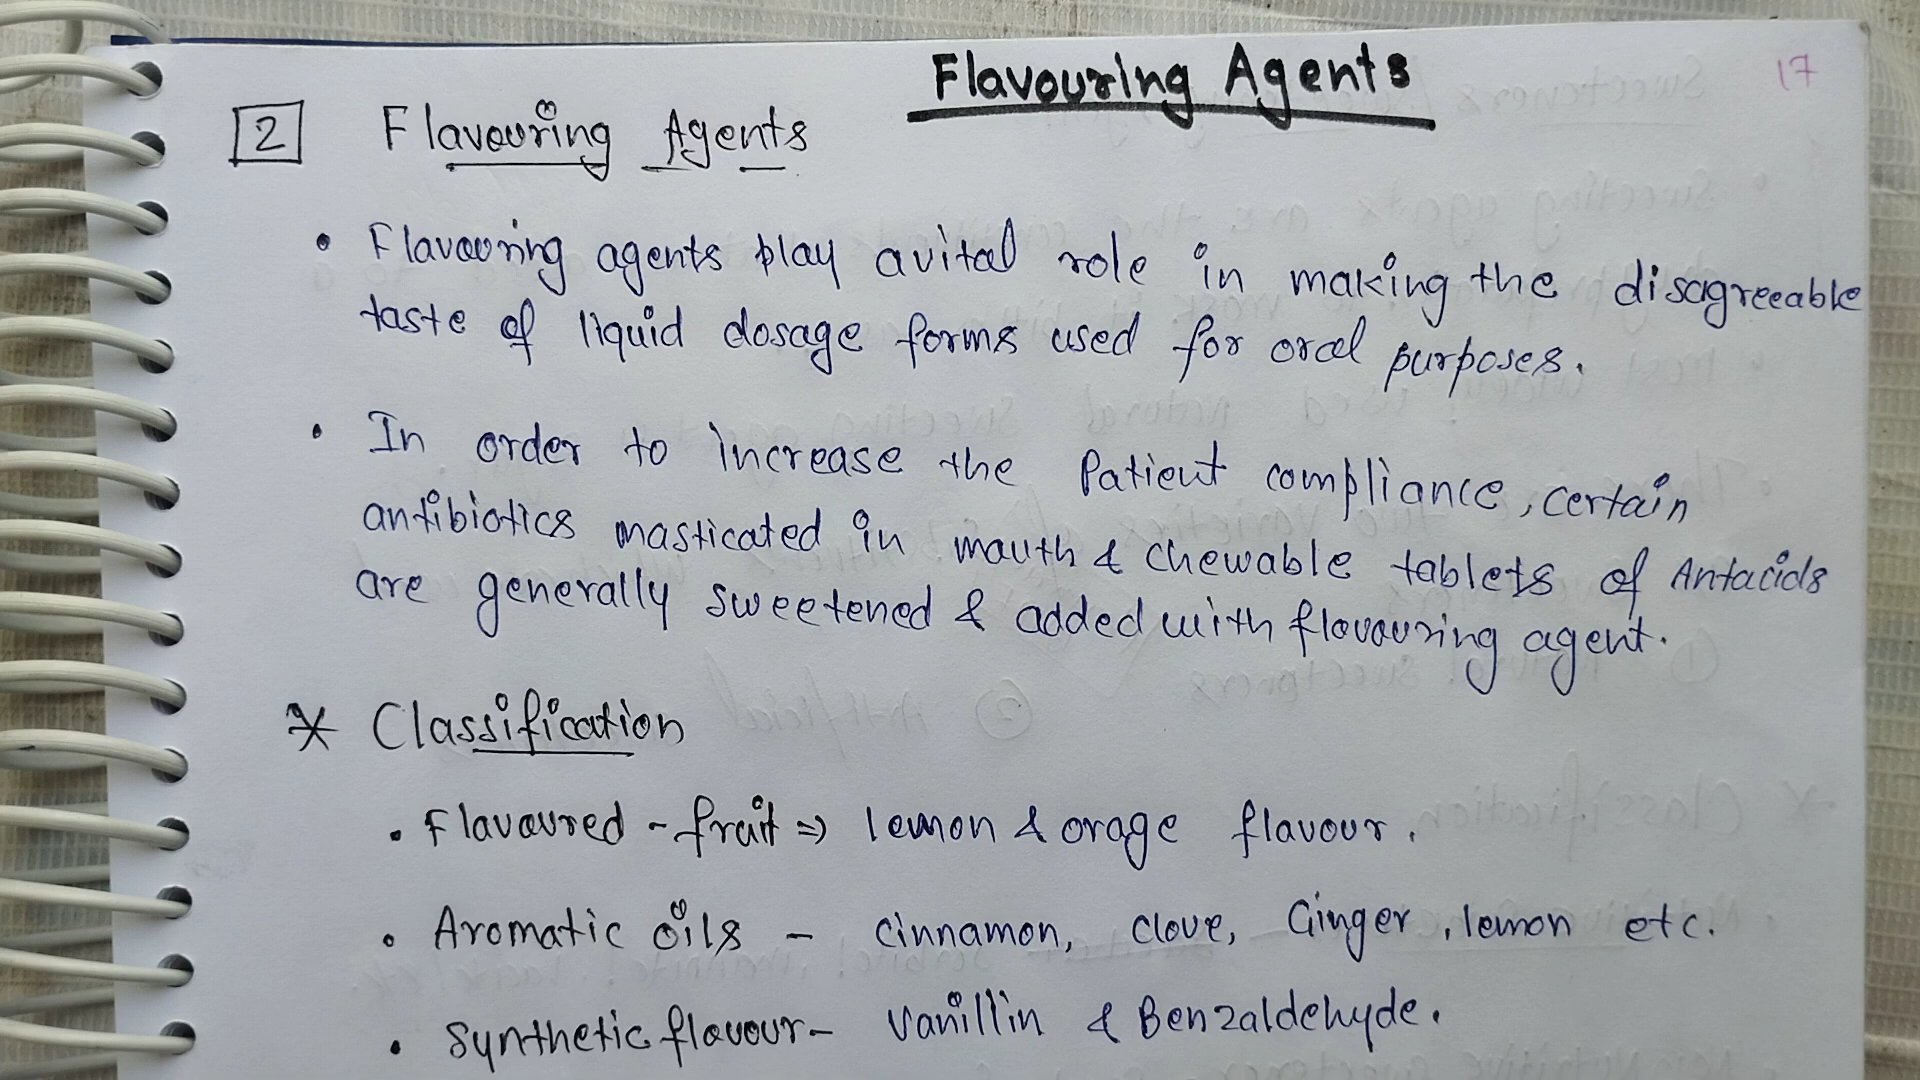 Flavouring Agents
17
2 Flavouring Agents
• Flavouring agents play a vital role in making the disagreeable
taste of liquid dosage forms used for oral purposes.
• In order to increase the Patient compliance, certain
antibiotics masticated in mouth & chewable tablets of Antacids
are generally sweetened & added with flavouring agent.
* Classification
• Flavoured - fruit => lemon & orage flavour.
• Aromatic oils - cinnamon, clove, Ginger, lemon etc.
• Synthetic flavour - Vanillin & Benzaldehyde.